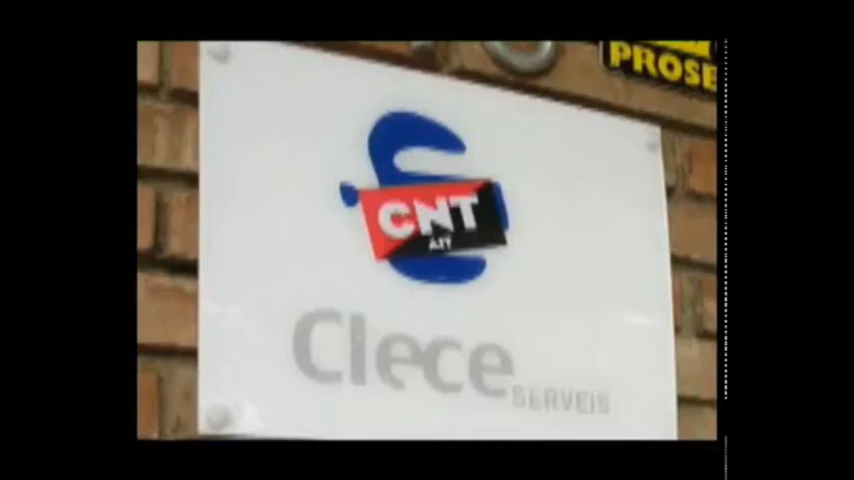 PROSE
CNT
AIT
Clece
SERVEIS